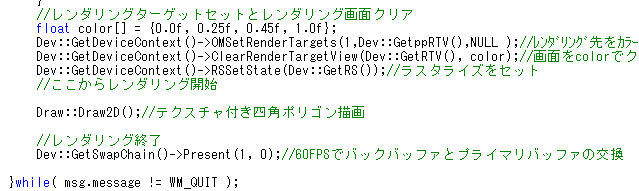 }
//レンダリングターゲットセットとレンダリング画面クリア
float color[] = {0.0f, 0.25f, 0.45f, 1.0f};
Dev::GetDeviceContext()->OMSetRenderTargets(1,Dev::GetppRTV(),NULL );//ﾚﾝﾀﾞﾘﾝｸﾞ先をｶﾗｰ
Dev::GetDeviceContext()->ClearRenderTargetView(Dev::GetRTV(), color);//画面をcolorでク
Dev::GetDeviceContext()->RSSetState(Dev::GetRS());//ラスタライズをセット
//ここからレンダリング開始
Draw::Draw2D();//テクスチャ付き四角ポリゴン描画
//レンダリング終了
Dev::GetSwapChain()->Present(1, 0);//60FPSでバックバッファとプライマリバッファの交換
}while( msg.message != WM_QUIT );